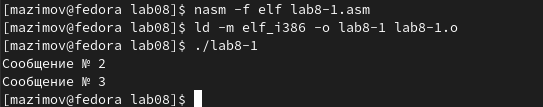 [mazimov@fedora lab08]$ nasm -f elf lab8-1.asm
[mazimov@fedora lab08]$ ld -m elf_i386 -o lab8-1 lab8-1.o
[mazimov@fedora lab08]$ ./lab8-1
Сообщение № 2
Сообщение № 3
[mazimov@fedora lab08]$